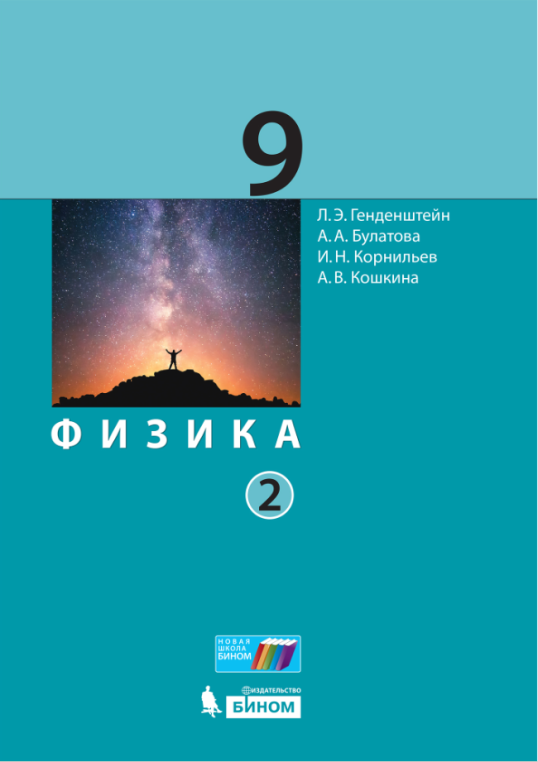 9
Л. Э. Генденштейн
А. А. Булатова
И. Н. Корнильев
А. В. Кошкина
ФИЗИКА
2
НОВАЯ
ШКОЛА
БИНОМ
ИЗДАТЕЛЬСТВО
БИНОМ